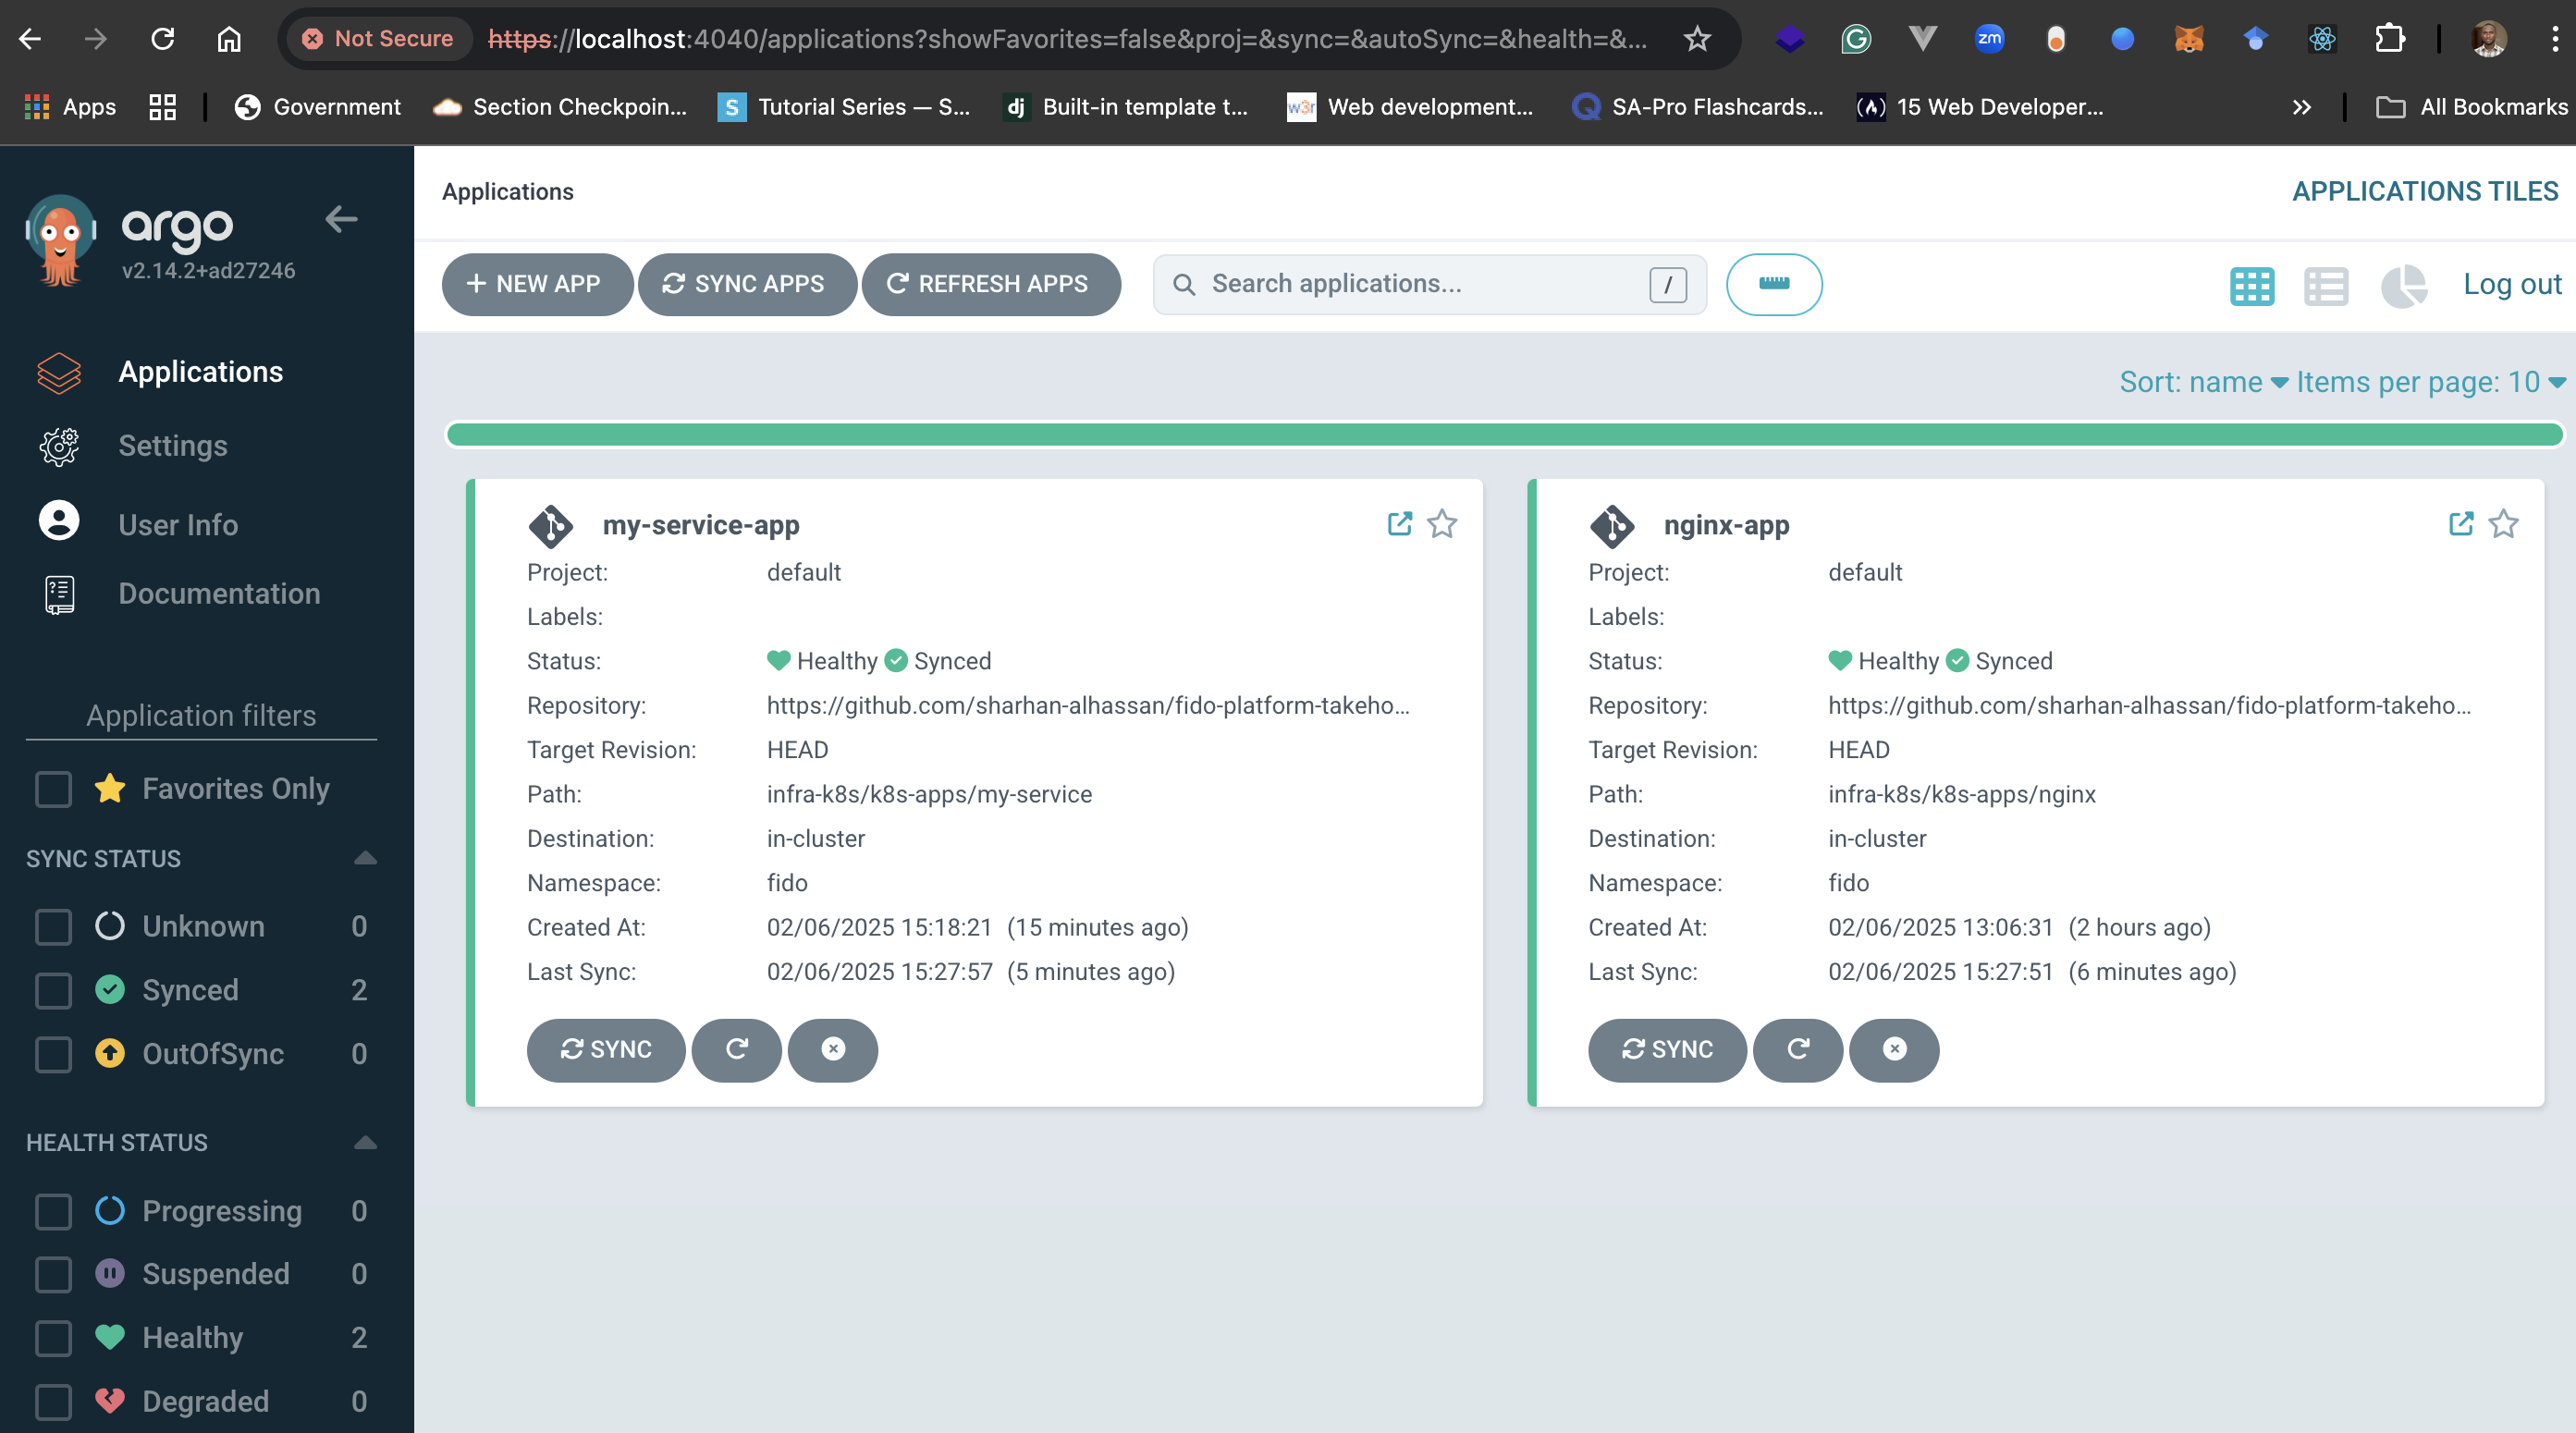 Not Secure https://localhost:4040/applications?showFavorites=false&proj=&sync=&autoSync=&health=&...
zm
Apps Government Section Checkpoin... S Tutorial Series — S... dj Built-in template t... w3r Web development... SA-Pro Flashcards... 15 Web Developer... » All Bookmarks
argo
v2.14.2+ad27246
Applications
Settings
User Info
Documentation
Application filters
Favorites Only
SYNC STATUS
Unknown 0
Synced 2
OutOfSync 0
HEALTH STATUS
Progressing 0
Suspended 0
Healthy 2
Degraded 0
Applications APPLICATIONS TILES
+ NEW APP SYNC APPS REFRESH APPS Search applications... / Log out
Sort: name Items per page: 10
my-service-app
Project: default
Labels:
Status: Healthy Synced
Repository: https://github.com/sharhan-alhassan/fido-platform-takeho...
Target Revision: HEAD
Path: infra-k8s/k8s-apps/my-service
Destination: in-cluster
Namespace: fido
Created At: 02/06/2025 15:18:21 (15 minutes ago)
Last Sync: 02/06/2025 15:27:57 (5 minutes ago)
SYNC
nginx-app
Project: default
Labels:
Status: Healthy Synced
Repository: https://github.com/sharhan-alhassan/fido-platform-takeho...
Target Revision: HEAD
Path: infra-k8s/k8s-apps/nginx
Destination: in-cluster
Namespace: fido
Created At: 02/06/2025 13:06:31 (2 hours ago)
Last Sync: 02/06/2025 15:27:51 (6 minutes ago)
SYNC